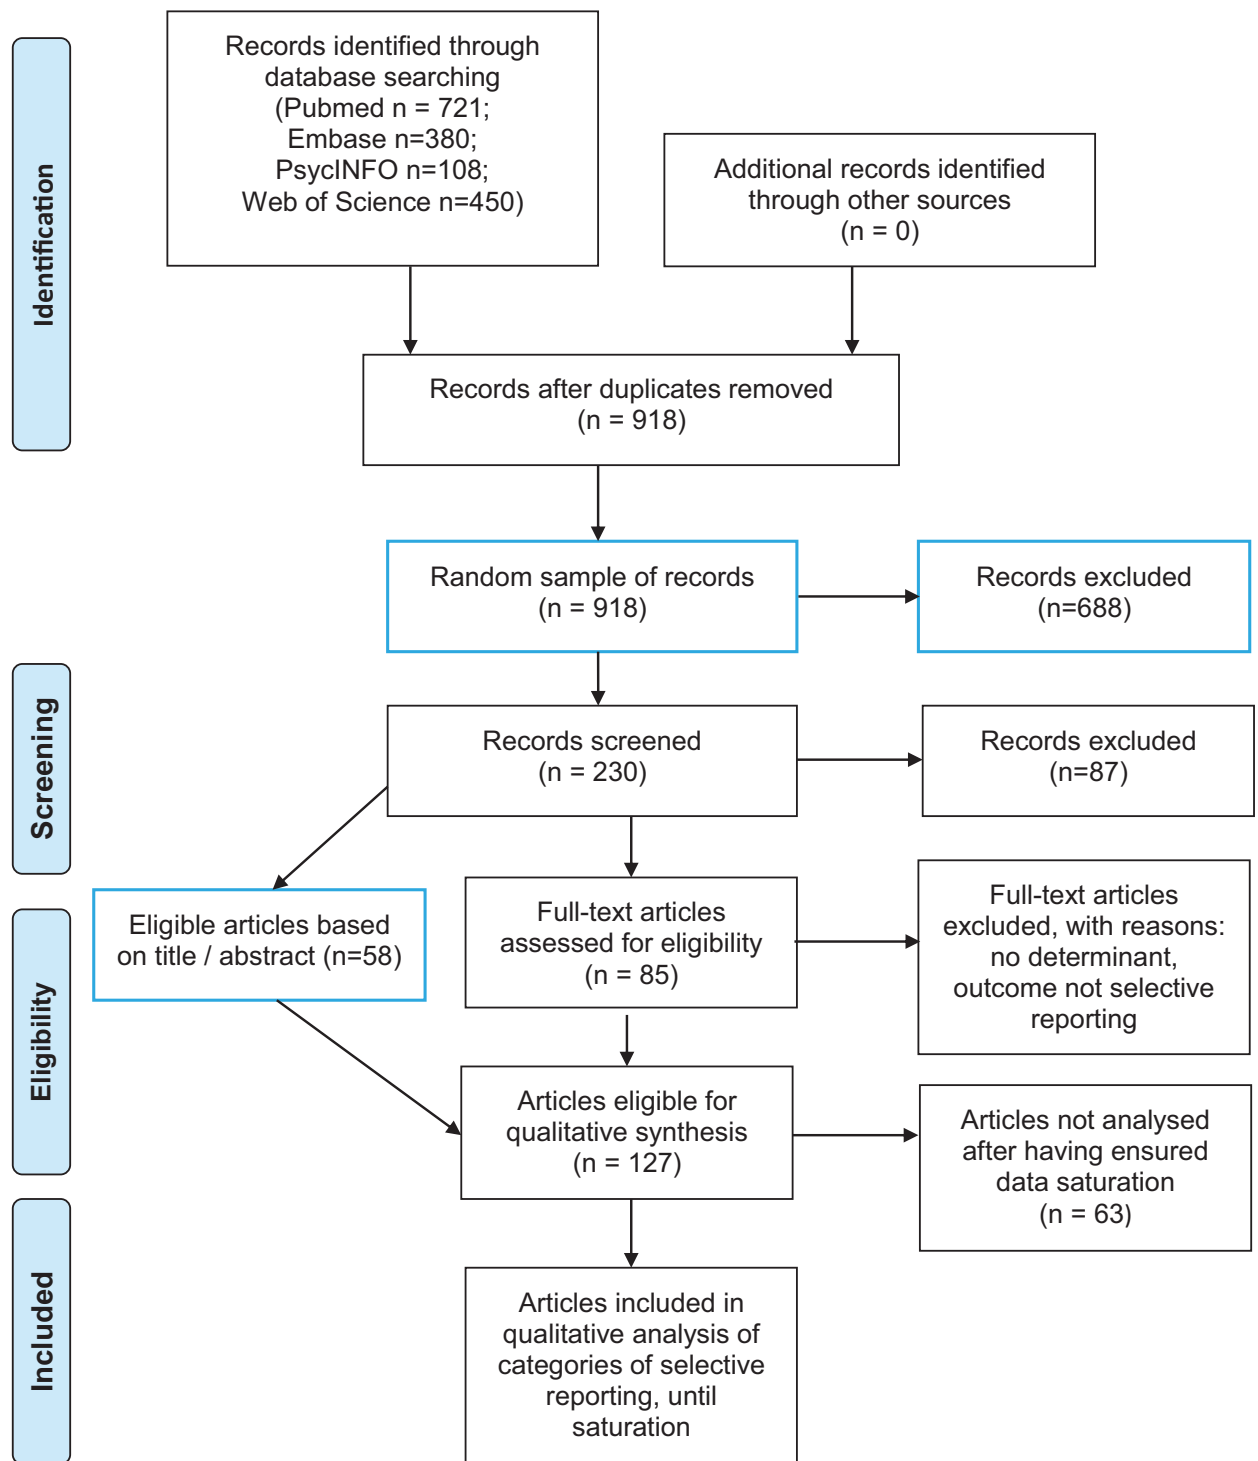 Identification
Records identified through
database searching
(Pubmed n = 721;
Embase n=380;
PsycINFO n=108;
Web of Science n=450)
Additional records identified
through other sources
(n = 0)
Records after duplicates removed
(n = 918)
Random sample of records
(n = 918)
Records excluded
(n=688)
Screening
Records screened
(n = 230)
Records excluded
(n=87)
Eligibility
Eligible articles based
on title / abstract (n=58)
Full-text articles
assessed for eligibility
(n = 85)
Full-text articles
excluded, with reasons:
no determinant,
outcome not selective
reporting
Articles eligible for
qualitative synthesis
(n = 127)
Articles not analysed
after having ensured
data saturation
(n = 63)
Included
Articles included in
qualitative analysis of
categories of selective
reporting, until
saturation